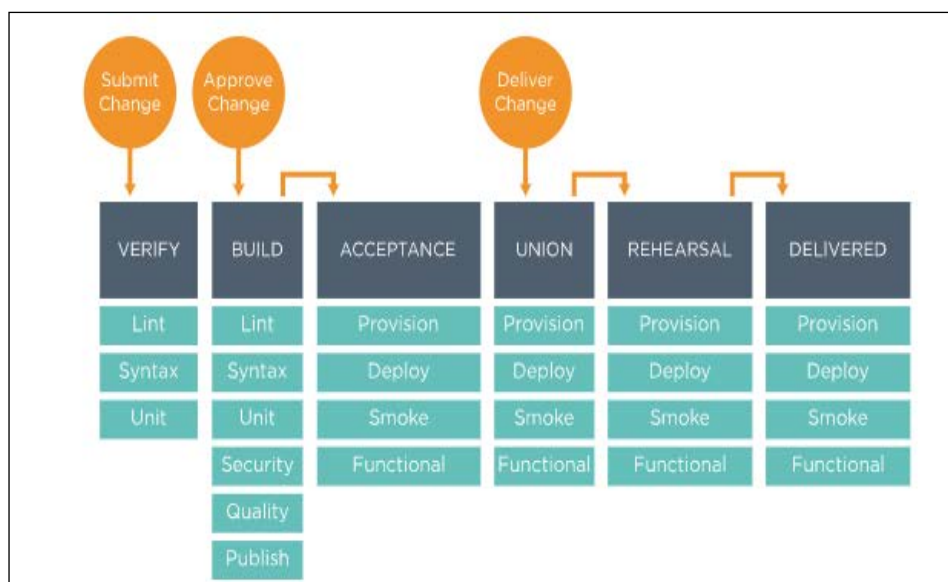 Submit
Change
Approve
Change
Deliver
Change
VERIFY
BUILD
ACCEPTANCE
UNION
REHEARSAL
DELIVERED
Lint
Lint
Provision
Provision
Provision
Provision
Syntax
Syntax
Deploy
Deploy
Deploy
Deploy
Unit
Unit
Smoke
Smoke
Smoke
Smoke
Security
Functional
Functional
Functional
Functional
Quality
Publish